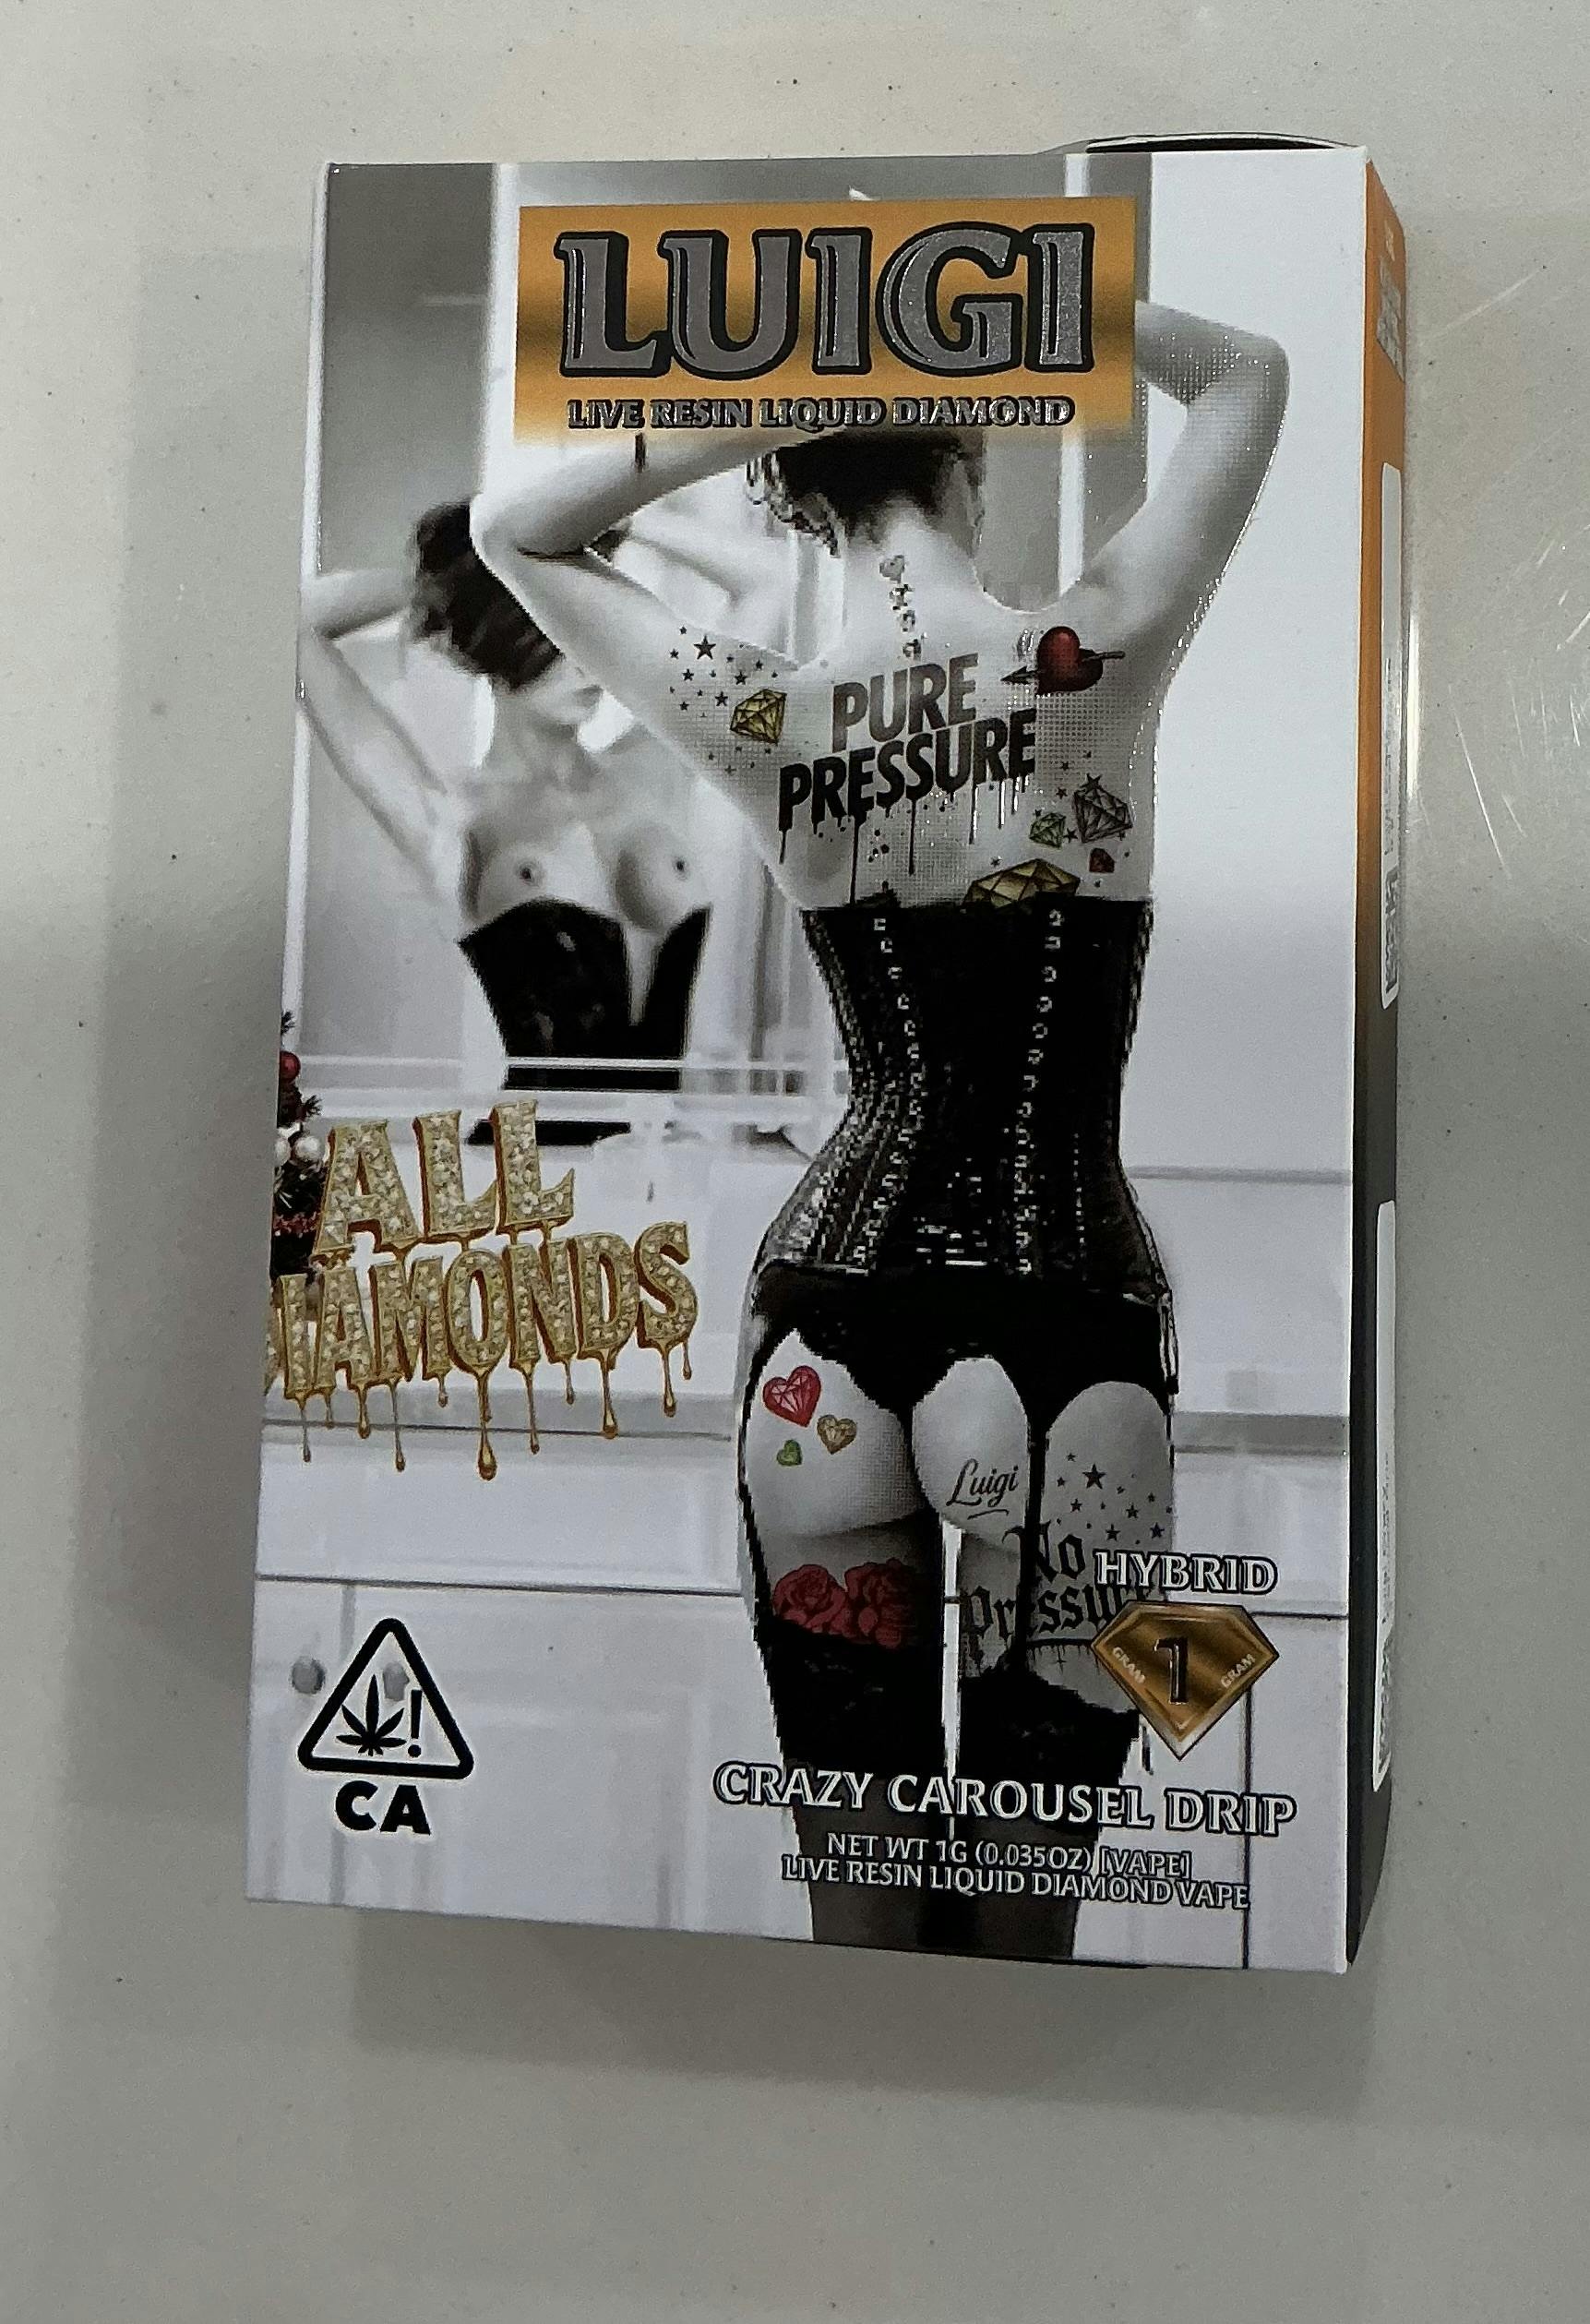 LUIGI
LIVE RESIN LIQUID DIAMOND
PURE
PRESSURE
ALL
DIAMONDS
Luigi
No
Pressure
HYBRID
GRAM 1 GRAM
CA
CRAZY CAROUSEL DRIP
NET WT 1G (0.035OZ) [VAPE]
LIVE RESIN LIQUID DIAMOND VAPE